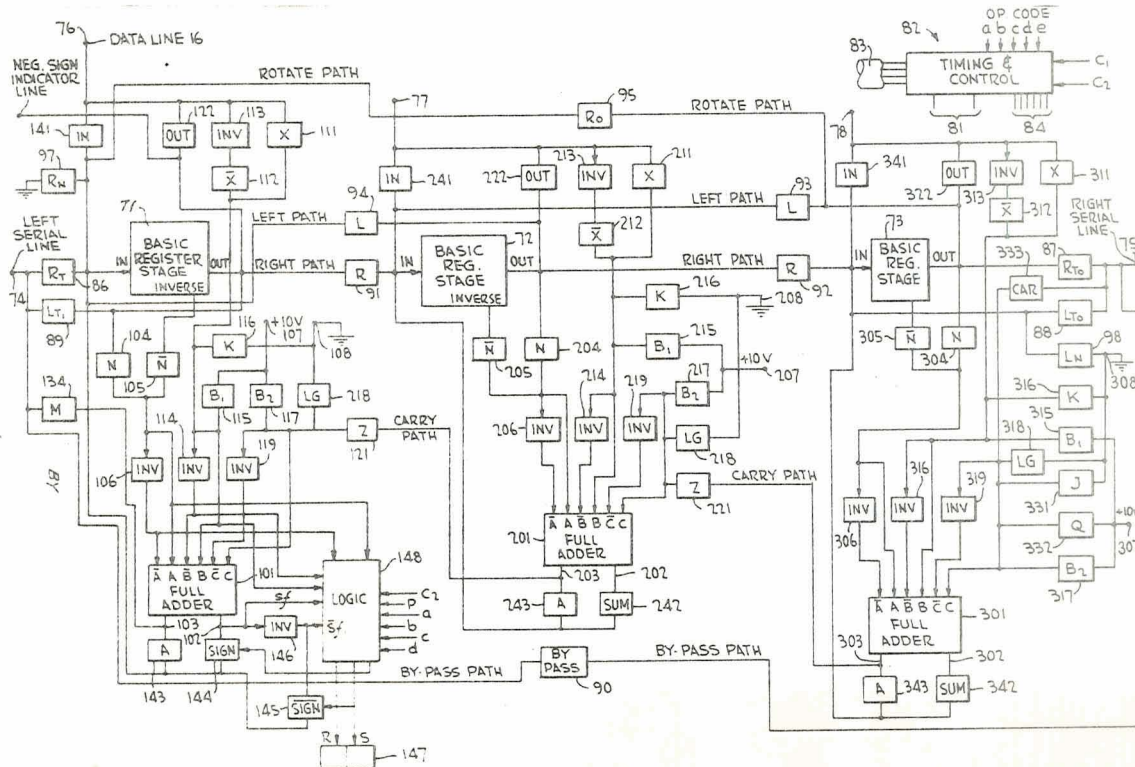 76
DATA LINE 16
NEG. SIGN
INDICATOR
LINE
ROTATE PATH
77
95
RO
ROTATE PATH
78
82
83
OP CODE
a b c d e
TIMING &
CONTROL
C1
C2
81
84
141
IN
122
OUT
113
INV
X
111
X̄
112
97
RN
94
L
LEFT PATH
IN
241
222
OUT
213
INV
211
X
X̄
212
93
L
LEFT PATH
341
IN
OUT
322
INV
313
X
311
X̄
312
LEFT
SERIAL
LINE
74
RT
86
IN
71
BASIC
REGISTER
STAGE
INVERSE
OUT
RIGHT PATH
R
91
IN
72
BASIC
REG.
STAGE
INVERSE
OUT
RIGHT PATH
R
92
IN
73
BASIC
REG.
STAGE
OUT
RIGHT
SERIAL
LINE
75
333
CAR
87
RTO
LTO
88
LT1
89
N
104
N̄
105
116
K
+10V
107
108
B1
115
B2
117
LG
218
K
216
208
N̄
205
N
204
B1
215
217
B2
+10V
207
305
N̄
304
N
LN
98
308
316
K
315
B1
318
LG
J
331
Q
332
B2
317
+10V
307
134
M
114
119
INV
INV
INV
106
Z
121
CARRY
PATH
206
INV
214
INV
219
INV
LG
218
Z
221
CARRY PATH
INV
306
INV
316
INV
319
BY
Ā A B̄ B C̄ C
FULL
ADDER
101
103
102
sf
INV
146
s̄f
148
LOGIC
C2
P
a
b
c
d
A
143
SIGN
144
145
SIGN
R
S
147
201
Ā A B̄ B C̄ C
FULL
ADDER
203
202
243
A
SUM
242
BY-PASS PATH
BY
PASS
90
BY-PASS PATH
Ā A B̄ B C̄ C
FULL
ADDER
301
303
302
A
343
SUM
342